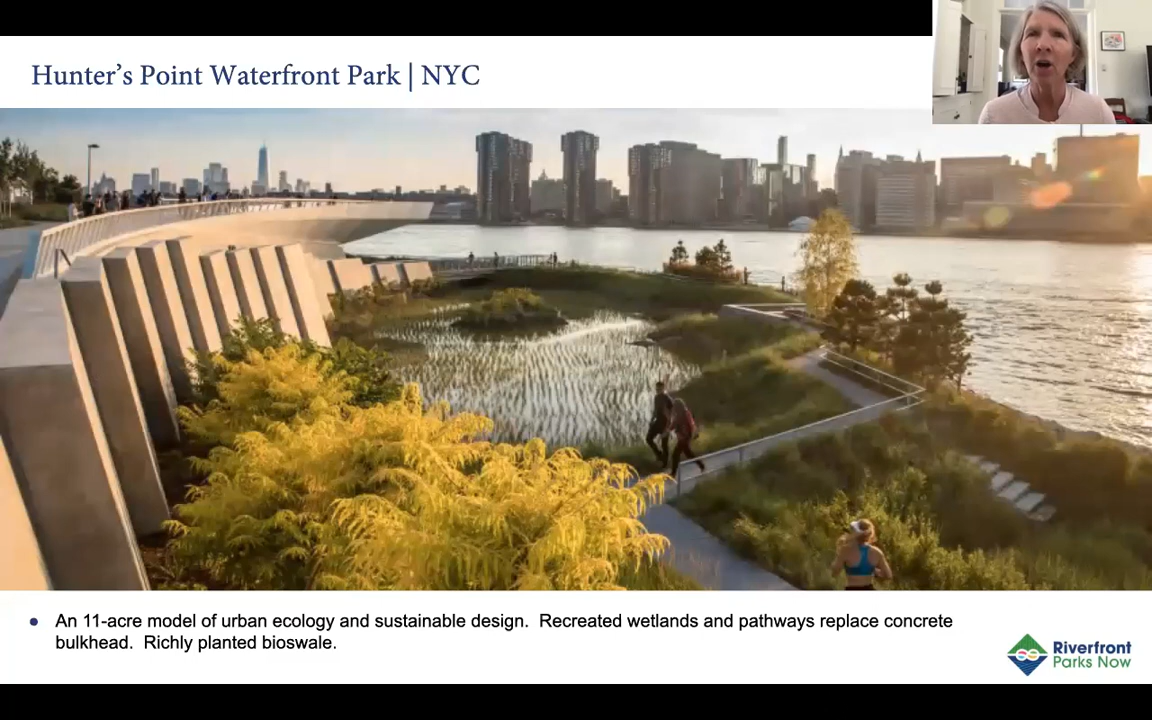 Hunter's Point Waterfront Park | NYC
● An 11-acre model of urban ecology and sustainable design.  Recreated wetlands and pathways replace concrete
bulkhead.  Richly planted bioswale.
Riverfront
Parks Now